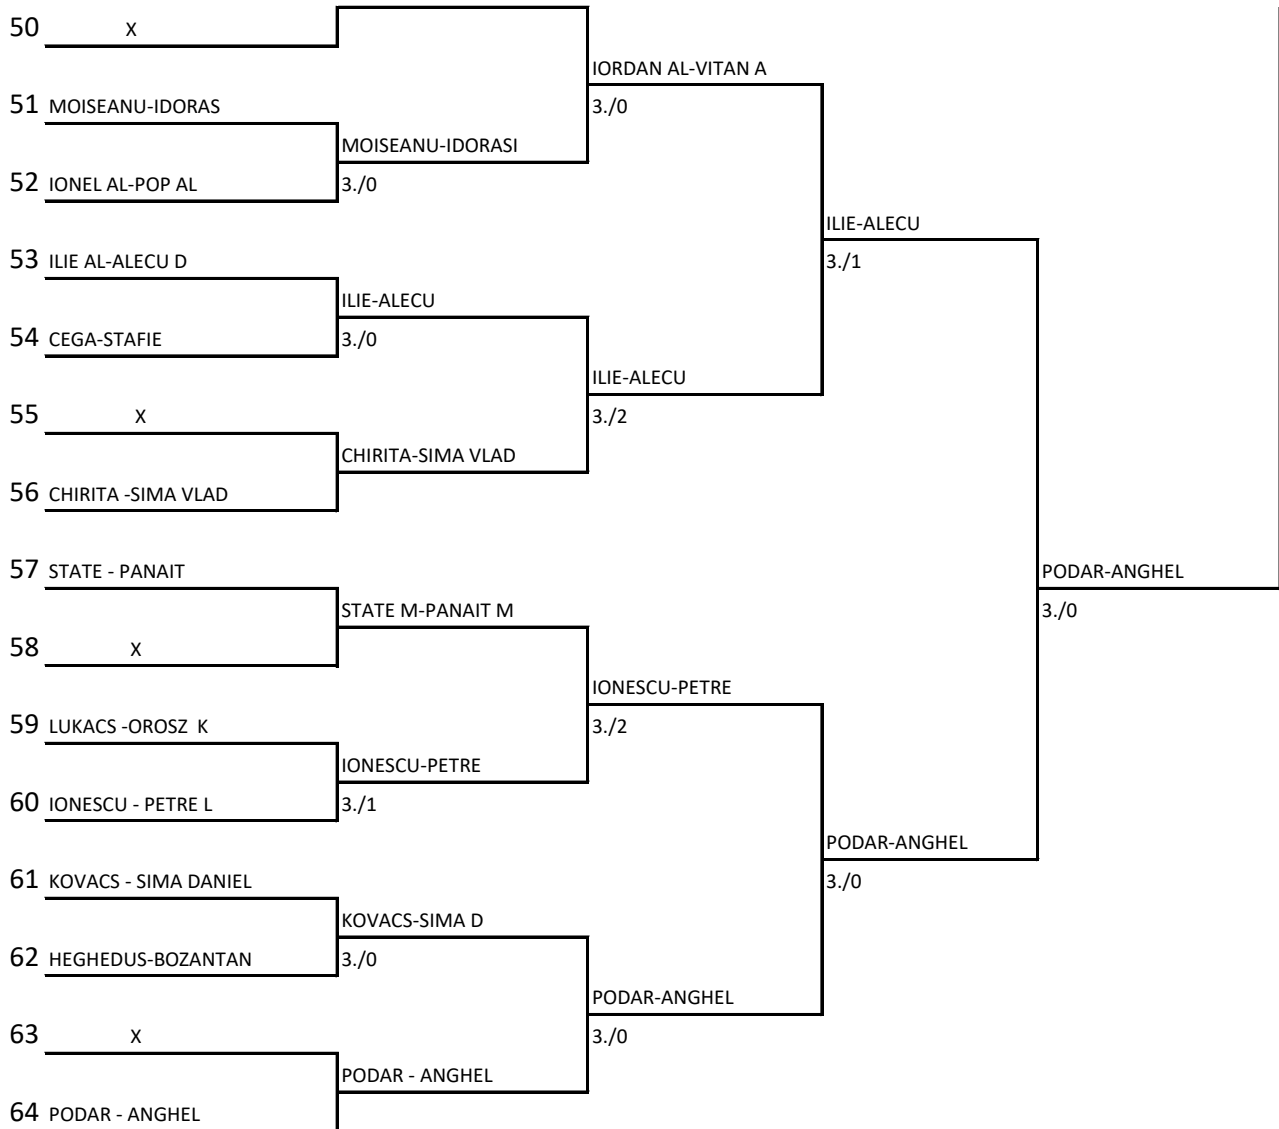 50 X
IORDAN AL-VITAN A
51 MOISEANU-IDORAS
3./0
MOISEANU-IDORASI
52 IONEL AL-POP AL
3./0
ILIE-ALECU
53 ILIE AL-ALECU D
3./1
ILIE-ALECU
54 CEGA-STAFIE
3./0
ILIE-ALECU
55 X
3./2
CHIRITA-SIMA VLAD
56 CHIRITA -SIMA VLAD
57 STATE - PANAIT
PODAR-ANGHEL
STATE M-PANAIT M
3./0
58 X
IONESCU-PETRE
59 LUKACS -OROSZ  K
3./2
IONESCU-PETRE
60 IONESCU - PETRE L
3./1
PODAR-ANGHEL
61 KOVACS - SIMA DANIEL
3./0
KOVACS-SIMA D
62 HEGHEDUS-BOZANTAN
3./0
PODAR-ANGHEL
63 X
3./0
PODAR - ANGHEL
64 PODAR - ANGHEL